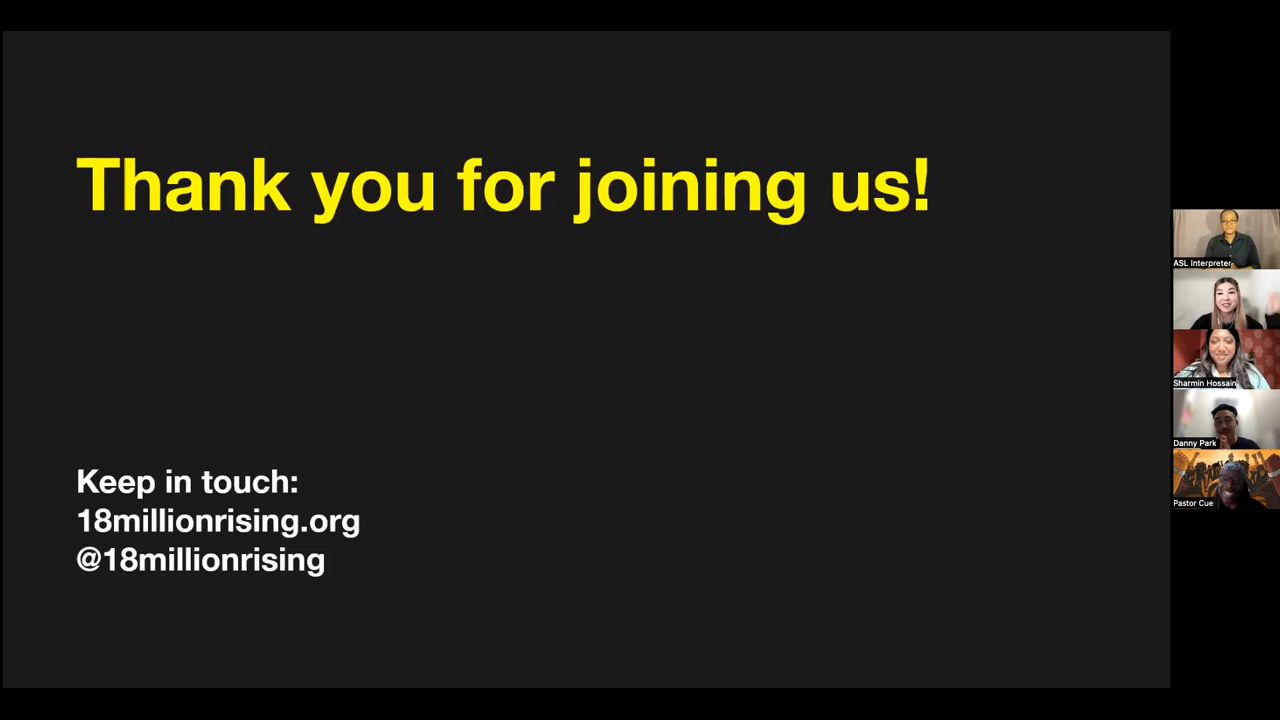 Thank you for joining us!
Keep in touch:
18millionrising.org
@18millionrising
ASL Interpreter
Sharmin Hossain
Danny Park
Pastor Cue